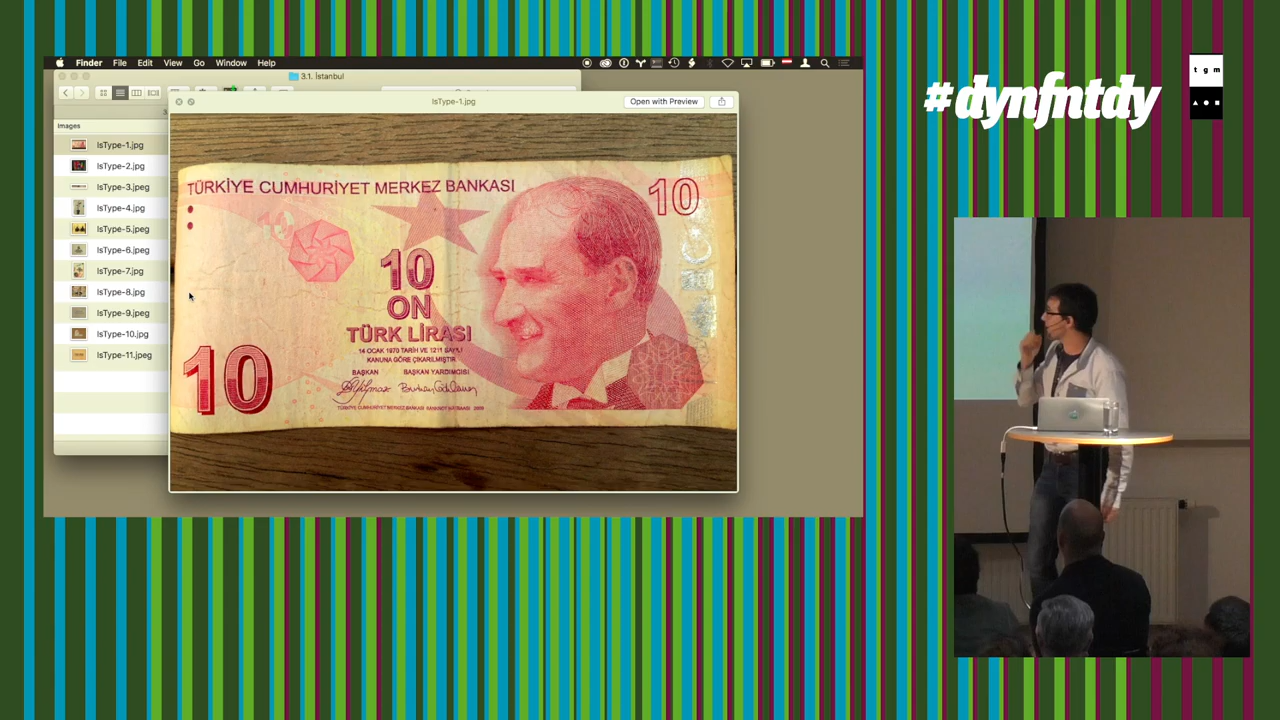 Finder File Edit View Go Window Help
3.1. İstanbul
IsType-1.jpg
Open with Preview
Images
IsType-1.jpg
IsType-2.jpg
IsType-3.jpeg
IsType-4.jpg
IsType-5.jpeg
IsType-6.jpeg
IsType-7.jpg
IsType-8.jpg
IsType-9.jpeg
IsType-10.jpg
IsType-11.jpeg
TÜRKİYE CUMHURİYET MERKEZ BANKASI
10
10
ON
TÜRK LİRASI
14 OCAK 1970 TARİH VE 1211 SAYILI
KANUNA GÖRE ÇIKARILMIŞTIR
BAŞKAN BAŞKAN YARDIMCISI
10
#dynfntdy
tgm